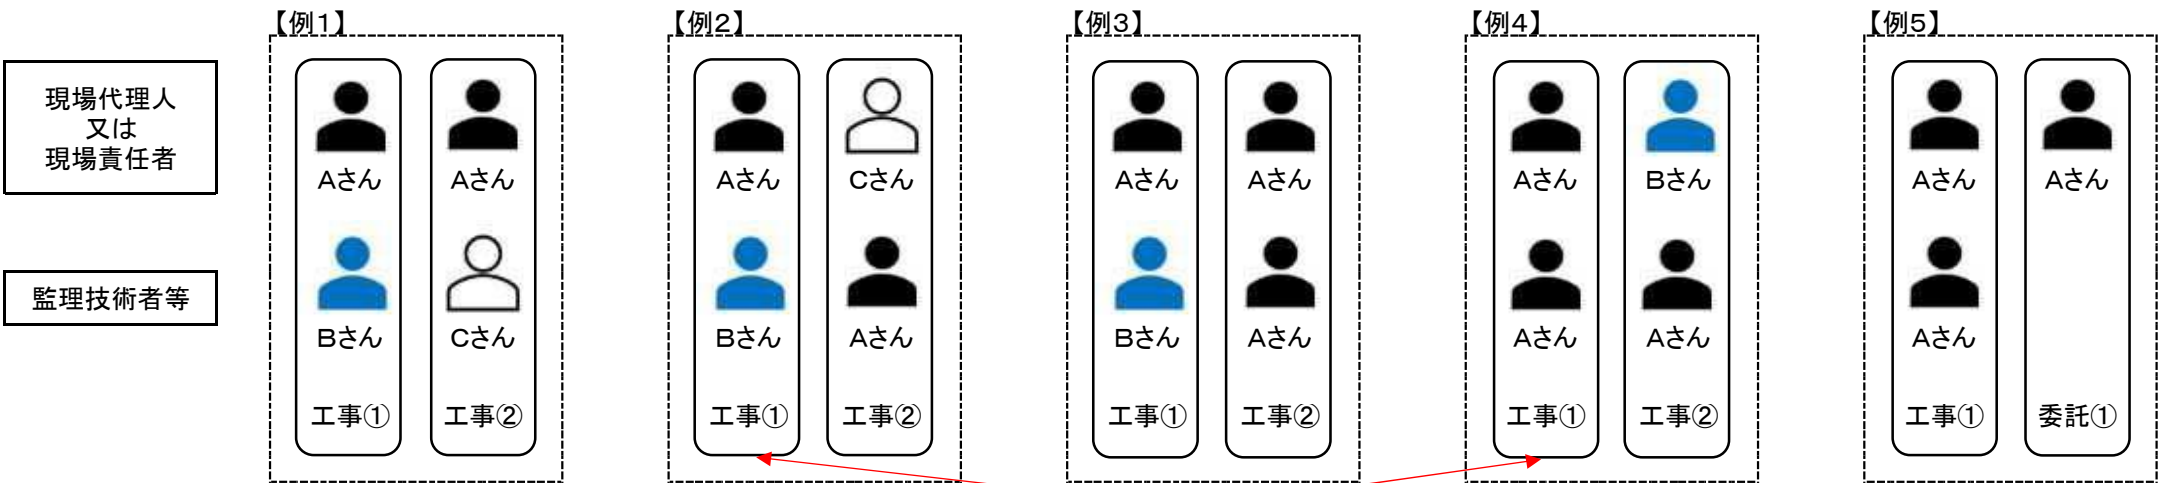 【例1】
【例2】
【例3】
【例4】
【例5】
現場代理人
又は
現場責任者
Aさん
Aさん
Aさん
Cさん
Aさん
Aさん
Aさん
Bさん
Aさん
Aさん
監理技術者等
Bさん
Cさん
Bさん
Aさん
Bさん
Aさん
Aさん
Aさん
Aさん
工事①
工事②
工事①
工事②
工事①
工事②
工事①
工事②
工事①
委託①